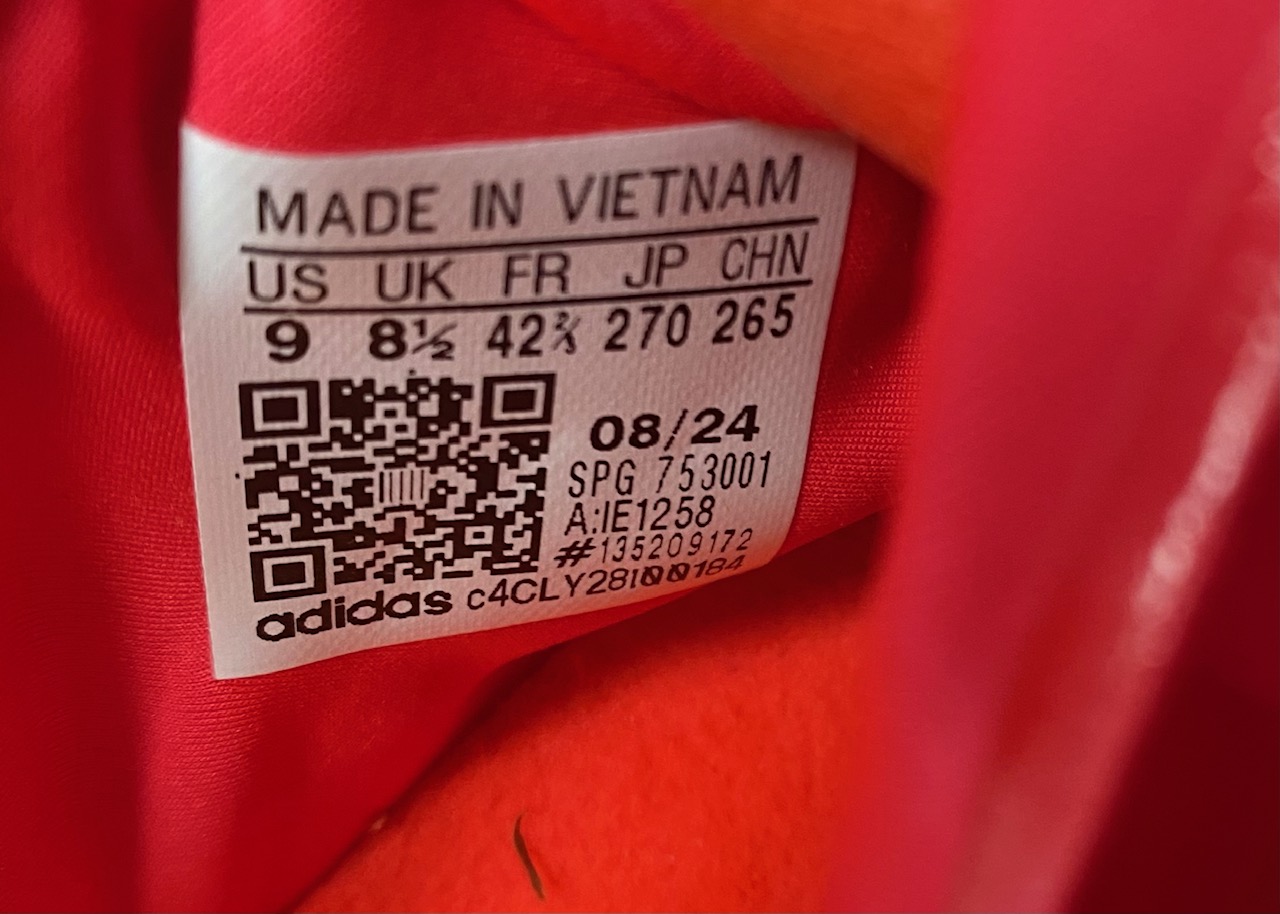 MADE IN VIETNAM
US UK FR JP CHN
9 8½ 42⅔ 270 265
08/24
SPG 753001
A:IE1258
#135209172
adidas c4CLY28I00184